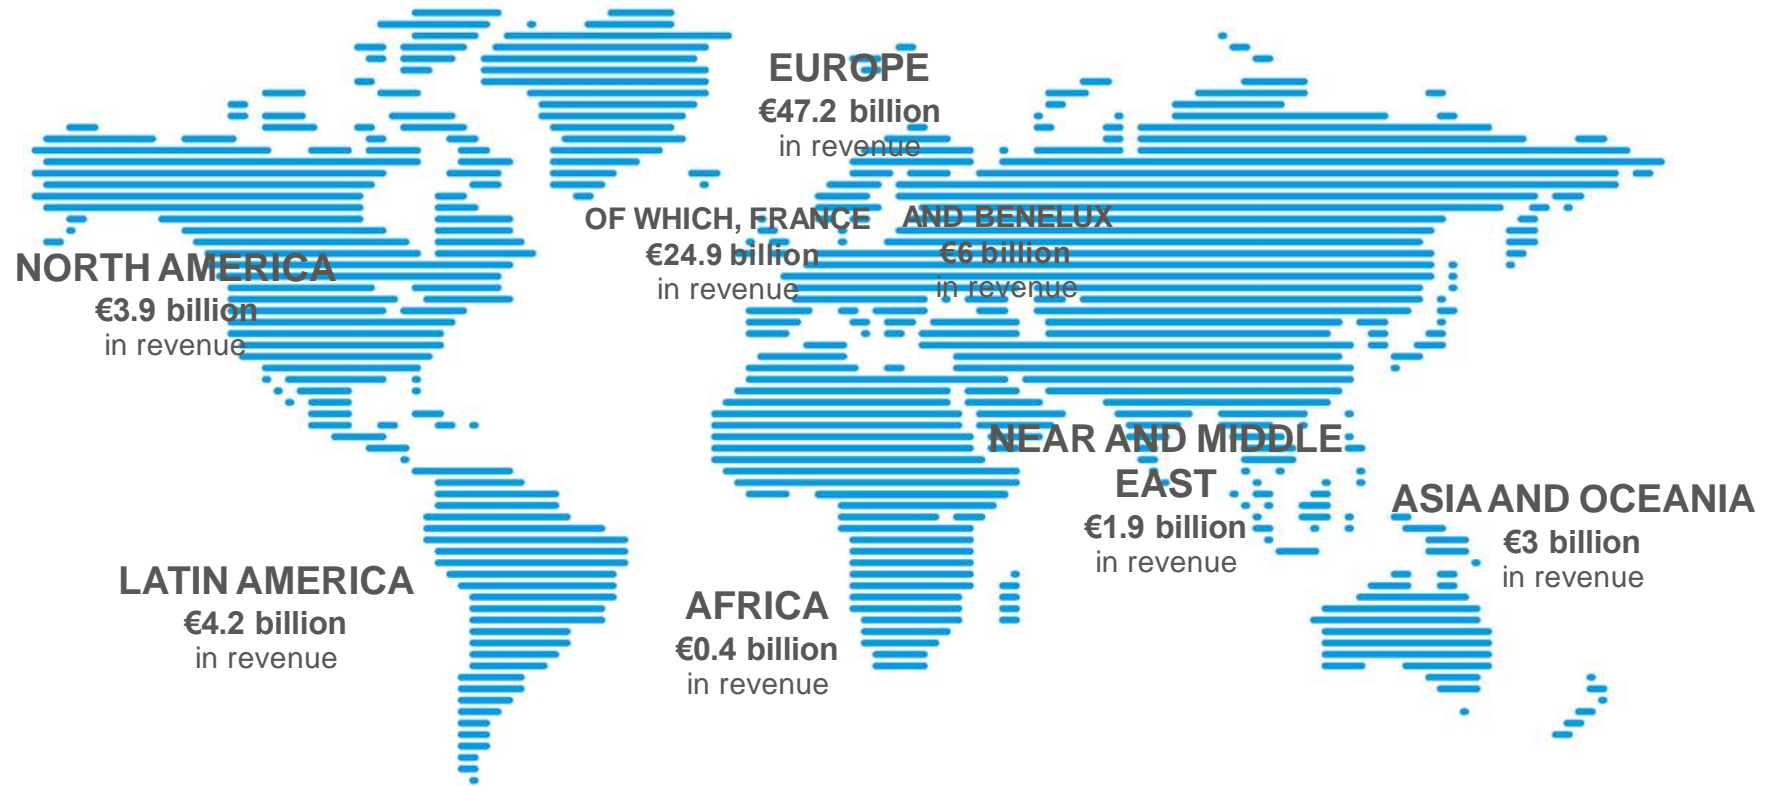 EUROPE
€47.2 billion
in revenue
OF WHICH, FRANCE
€24.9 billion
in revenue
AND BENELUX
€6 billion
in revenue
NORTH AMERICA
€3.9 billion
in revenue
NEAR AND MIDDLE
EAST
€1.9 billion
in revenue
ASIA AND OCEANIA
€3 billion
in revenue
LATIN AMERICA
€4.2 billion
in revenue
AFRICA
€0.4 billion
in revenue